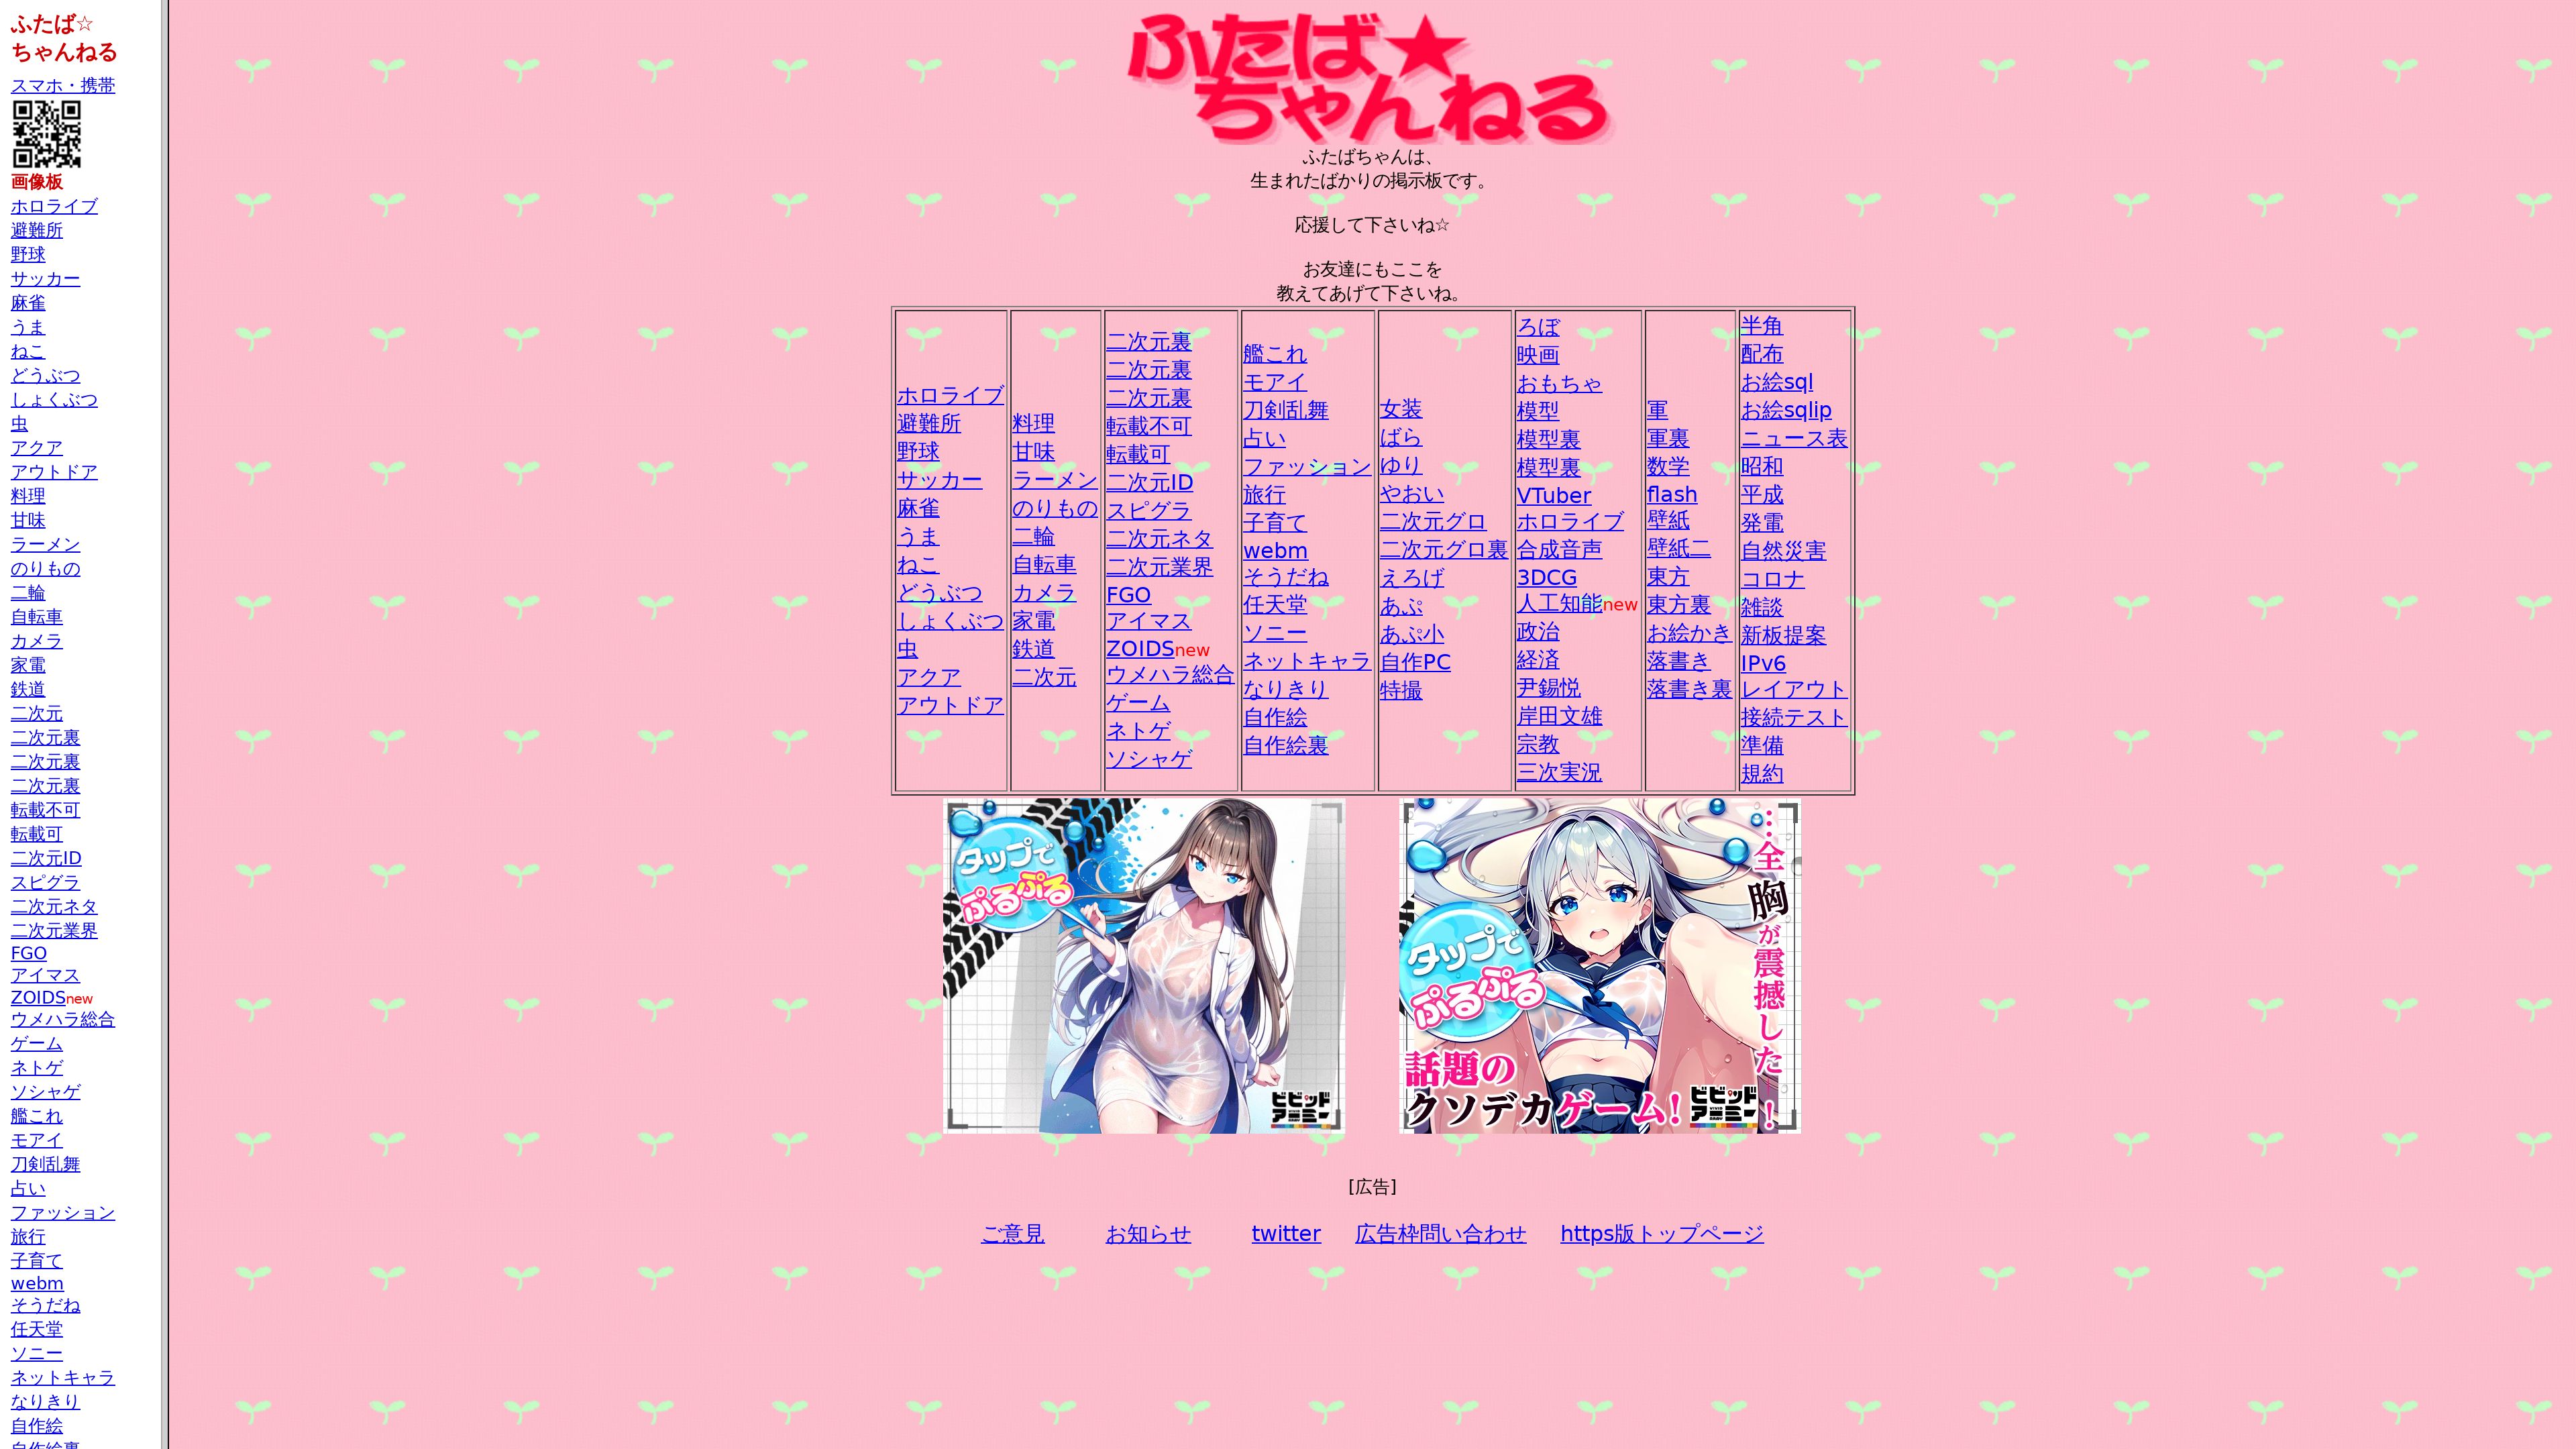 ふたば☆
ちゃんねる
スマホ・携帯
画像板
ホロライブ
避難所
野球
サッカー
麻雀
うま
ねこ
どうぶつ
しょくぶつ
虫
アクア
アウトドア
料理
甘味
ラーメン
のりもの
二輪
自転車
カメラ
家電
鉄道
二次元
二次元裏
二次元裏
二次元裏
転載不可
転載可
二次元ID
スピグラ
二次元ネタ
二次元業界
FGO
アイマス
ZOIDSnew
ウメハラ総合
ゲーム
ネトゲ
ソシャゲ
艦これ
モアイ
刀剣乱舞
占い
ファッション
旅行
子育て
webm
そうだね
任天堂
ソニー
ネットキャラ
なりきり
自作絵
自作絵裏
ふたば★
ちゃんねる
ふたばちゃんは、
生まれたばかりの掲示板です。
応援して下さいね☆
お友達にもここを
教えてあげて下さいね。
ホロライブ
避難所
野球
サッカー
麻雀
うま
ねこ
どうぶつ
しょくぶつ
虫
アクア
アウトドア
料理
甘味
ラーメン
のりもの
二輪
自転車
カメラ
家電
鉄道
二次元
二次元裏
二次元裏
二次元裏
転載不可
転載可
二次元ID
スピグラ
二次元ネタ
二次元業界
FGO
アイマス
ZOIDSnew
ウメハラ総合
ゲーム
ネトゲ
ソシャゲ
艦これ
モアイ
刀剣乱舞
占い
ファッション
旅行
子育て
webm
そうだね
任天堂
ソニー
ネットキャラ
なりきり
自作絵
自作絵裏
女装
ばら
ゆり
やおい
二次元グロ
二次元グロ裏
えろげ
あぷ
あぷ小
自作PC
特撮
ろぼ
映画
おもちゃ
模型
模型裏
模型裏
VTuber
ホロライブ
合成音声
3DCG
人工知能new
政治
経済
尹錫悦
岸田文雄
宗教
三次実況
軍
軍裏
数学
flash
壁紙
壁紙二
東方
東方裏
お絵かき
落書き
落書き裏
半角
配布
お絵sql
お絵sqlip
ニュース表
昭和
平成
発電
自然災害
コロナ
雑談
新板提案
IPv6
レイアウト
接続テスト
準備
規約
タップで
ぷるぷる
ビビッド
アーミー
…全胸が震撼した！
タップで
ぷるぷる
話題の
クソデカゲーム!
ビビッド
アーミー
[広告]
ご意見 お知らせ twitter 広告枠問い合わせ https版トップページ